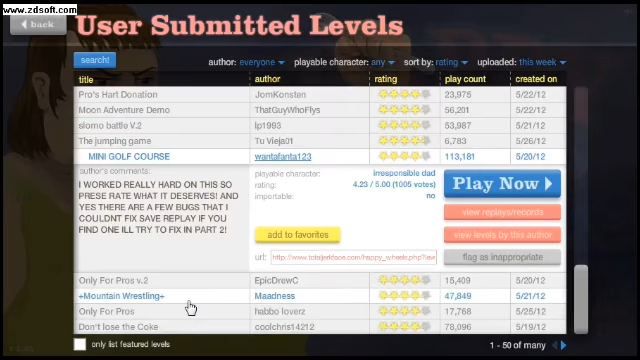 www.zdsoft.com
back
User Submitted Levels
search!
author: everyone playable character: any sort by: rating uploaded: this week
title author rating play count created on
Pro's Hart Donation JomKonsten 23,975 5/22/12
Moon Adventure Demo ThatGuyWhoFlys 56,201 5/22/12
slomo battle V.2 lp1993 53,987 5/21/12
The jumping game Tu Vieja01 6,783 5/26/12
MINI GOLF COURSE wantafanta123 113,181 5/20/12
author's comments:
I WORKED REALLY HARD ON THIS SO
PRESE RATE WHAT IT DESERVES! AND
YES THERE ARE A FEW BUGS THAT I
COULDNT FIX SAVE REPLAY IF YOU
FIND ONE ILL TRY TO FIX IN PART 2!
playable character: irresponsible dad
rating: 4.23 / 5.00 (1005 votes)
importable: no
add to favorites
url: http://www.totaljerkface.com/happy_wheels.php?leve
Play Now
view replays/records
view levels by this author
flag as inappropriate
Only For Pros v.2 EpicDrewC 15,409 5/20/12
+Mountain Wrestling+ Maadness 47,849 5/21/12
Only For Pros habbo loverz 17,768 5/25/12
Don't lose the Coke coolchris14212 78,096 5/19/12
only list featured levels
1 - 50 of many